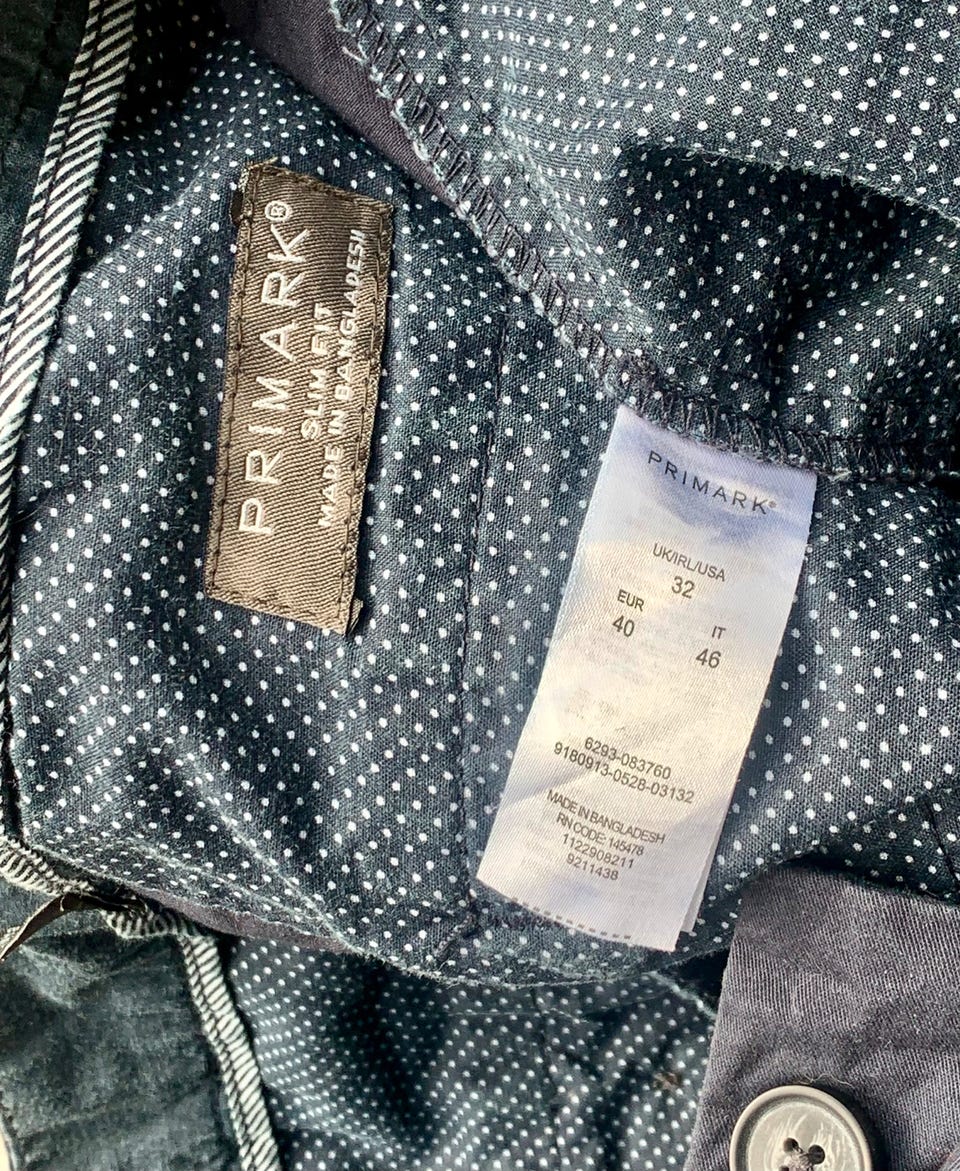 PRIMARK®
SLIM FIT
MADE IN BANGLADESH
PRIMARK®
UK/IRL/USA
32
EUR
40
IT
46
6293-083760
9180913-0528-03132
MADE IN BANGLADESH
RN CODE: 145478
1122908211
9211438